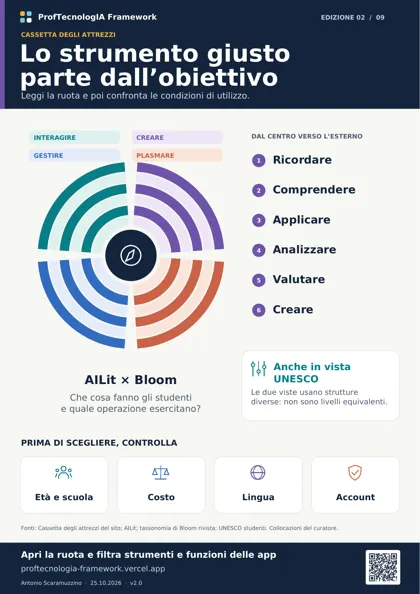 ProfTecnologIA Framework
EDIZIONE 02 / 09
CASSETTA DEGLI ATTREZZI
Lo strumento giusto
parte dall’obiettivo
Leggi la ruota e poi confronta le condizioni di utilizzo.
INTERAGIRE
CREARE
GESTIRE
PLASMARE
DAL CENTRO VERSO L’ESTERNO
1 Ricordare
2 Comprendere
3 Applicare
4 Analizzare
5 Valutare
6 Creare
AILit × Bloom
Che cosa fanno gli studenti
e quale operazione esercitano?
Anche in vista
UNESCO
Le due viste usano strutture
diverse: non sono livelli equivalenti.
PRIMA DI SCEGLIERE, CONTROLLA
Età e scuola
Costo
Lingua
Account
Fonti: Cassetta degli attrezzi del sito; AILit; tassonomia di Bloom rivista; UNESCO studenti. Collocazioni del curatore.
Apri la ruota e filtra strumenti e funzioni delle app
proftecnologia-framework.vercel.app
Antonio Scaramuzzino · 25.10.2026 · v2.0